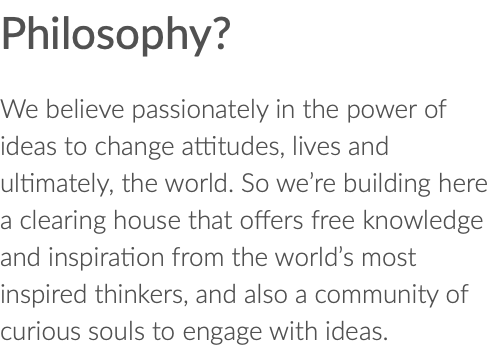 Philosophy?
We believe passionately in the power of
ideas to change attitudes, lives and
ultimately, the world. So we’re building here
a clearing house that offers free knowledge
and inspiration from the world’s most
inspired thinkers, and also a community of
curious souls to engage with ideas.